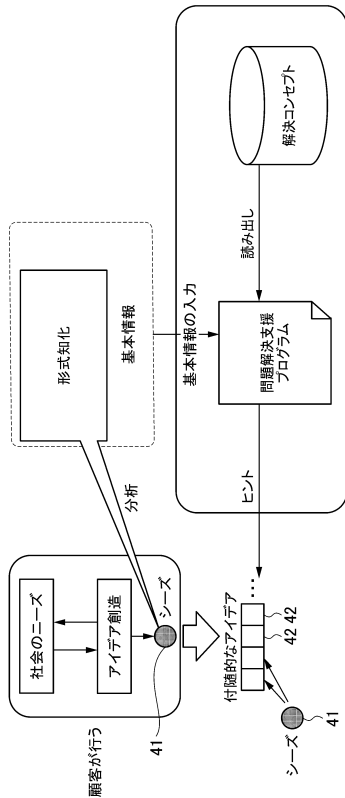 顧客が行う
社会のニーズ
アイデア創造
シーズ
41
分析
形式知化
基本情報
基本情報の入力
問題解決支援
プログラム
読み出し
解決コンセプト
ヒント
付随的なアイデア
…
42 42
シーズ
41